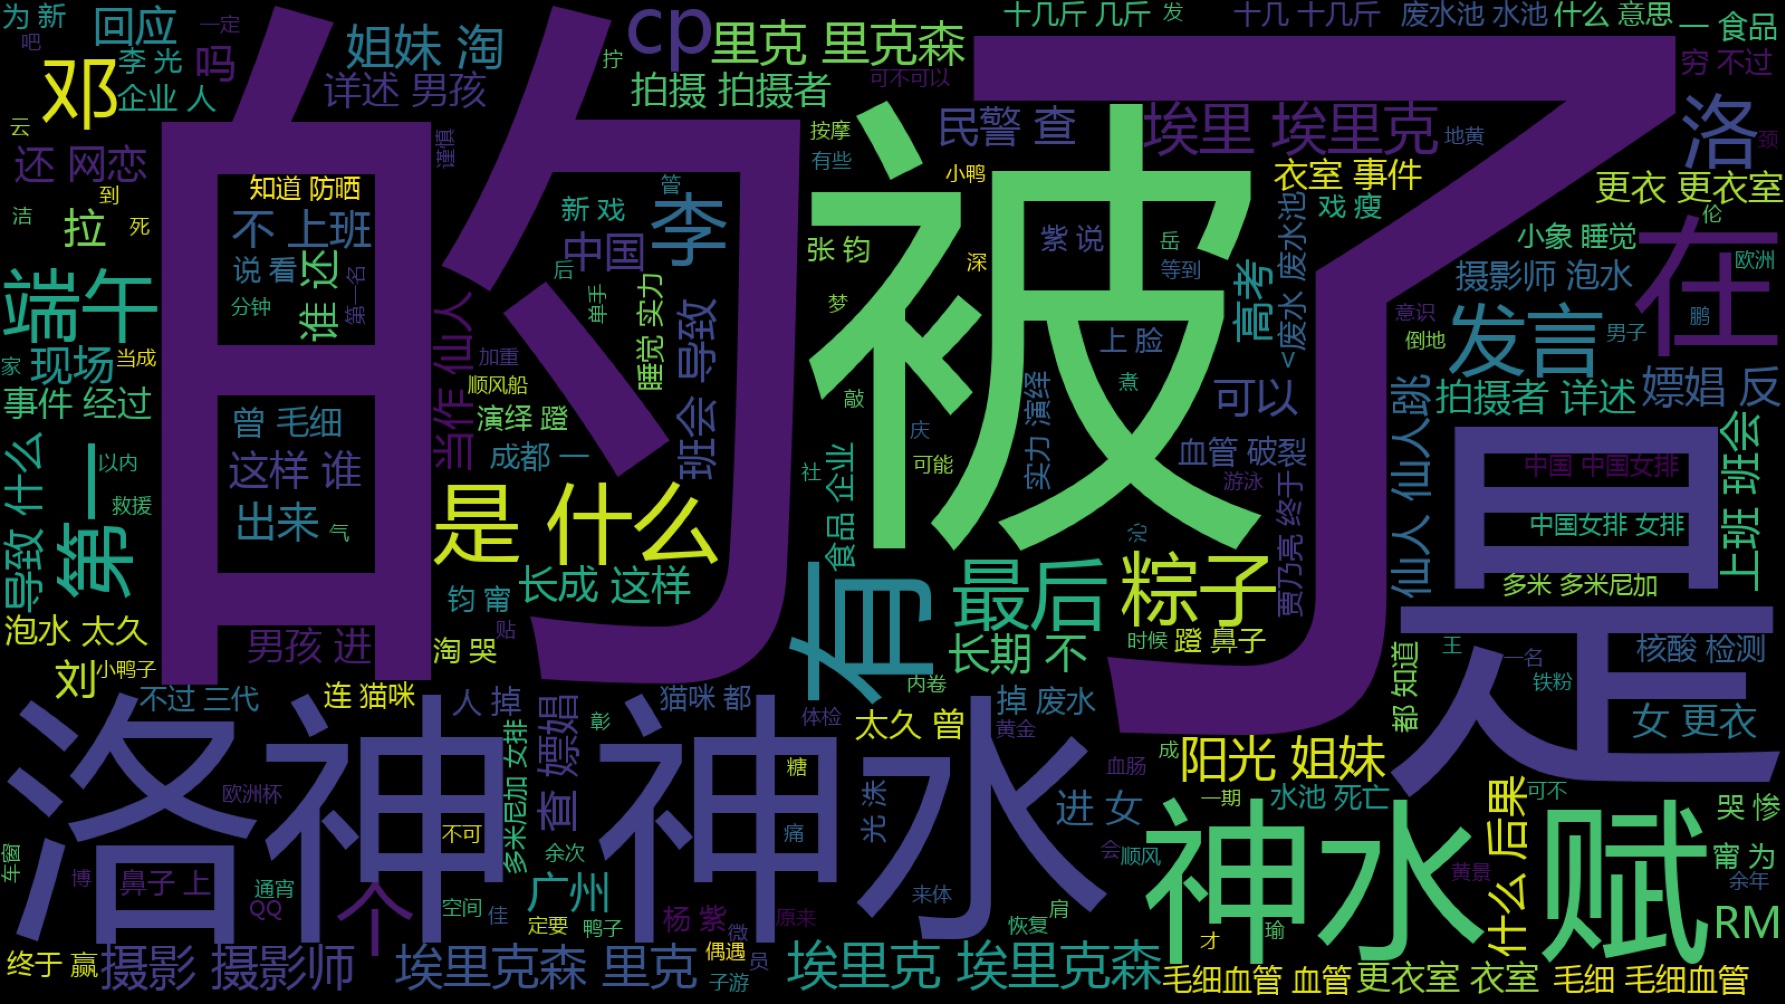 为 新
吧
回应
一定
李 光
吗
邓
企业 人
云
还 网恋
到
洁
拉
死
姐妹 淘
详述 男孩
谨慎
拧
cp
里克 里克森
拍摄 拍摄者
可不可以
十几斤 几斤
发
十几 十几斤
废水池 水池
什么 意思
一 食品
穷 不过
的
了
被
民警 查
埃里 埃里克
地黄
洛
颈
按摩
有些
小鸭
衣室 事件
更衣 更衣室
戏 瘦
伦
知道 防晒
不 上班
说 看
谁 还
分钟
第一名
管
新 戏
李
中国
后
单手
睡觉 实力
张 钧
深
梦
紫 说
岳
等到
<废水 废水池
高考
小象 睡觉
欧洲
摄影师 泡水
在
意识
倒地
发言
男子
鹏
端午
家
现场
当成
事件 经过
当作 仙人
加重
顺风船
演绎 蹬
成都 一
班会 导致
敲
上 脸
煮
实力 演绎
可以
仙人 仙人跳
拍摄者 详述
嫖娼 反
导致 什么
第一
以内
救援
曾 毛细
这样 谁
出来
气
是 什么
社
食品 企业
庆
可能
血管 破裂
游泳
沁
贾乃亮 终于
是
中国 中国女排
中国女排 女排
上班 班会
多米 多米尼加
长成 这样
钧 甯
贴
有
最后
粽子
长期 不
时候
蹬 鼻子
泡水 太久
刘
小鸭子
男孩 进
淘 哭
都 知道
王
一名
核酸 检测
铁粉
不过 三代
连 猫咪
人 掉
猫咪 都
内卷
掉 废水
女 更衣
洛神
神水
多米尼加 女排
查 嫖娼
彰
体检
太久 曾
黄金
糖
成
阳光 姐妹
血肠
一期
水池 死亡
什么 后果
可不
哭 惨
欧洲杯
不可
痛
光 洙
进 女
神水 赋
车窗
博
鼻子 上
余次
会
顺风
黄景
甯 为
余年
通宵
QQ
个
空间
佳
广州
定要
鸭子
杨 紫
微
原来
来体
恢复
肩
才
瑜
RM
终于 赢
摄影 摄影师
埃里克森 里克
偶遇
员
子游
埃里克 埃里克森
毛细血管 血管
更衣室 衣室
毛细 毛细血管